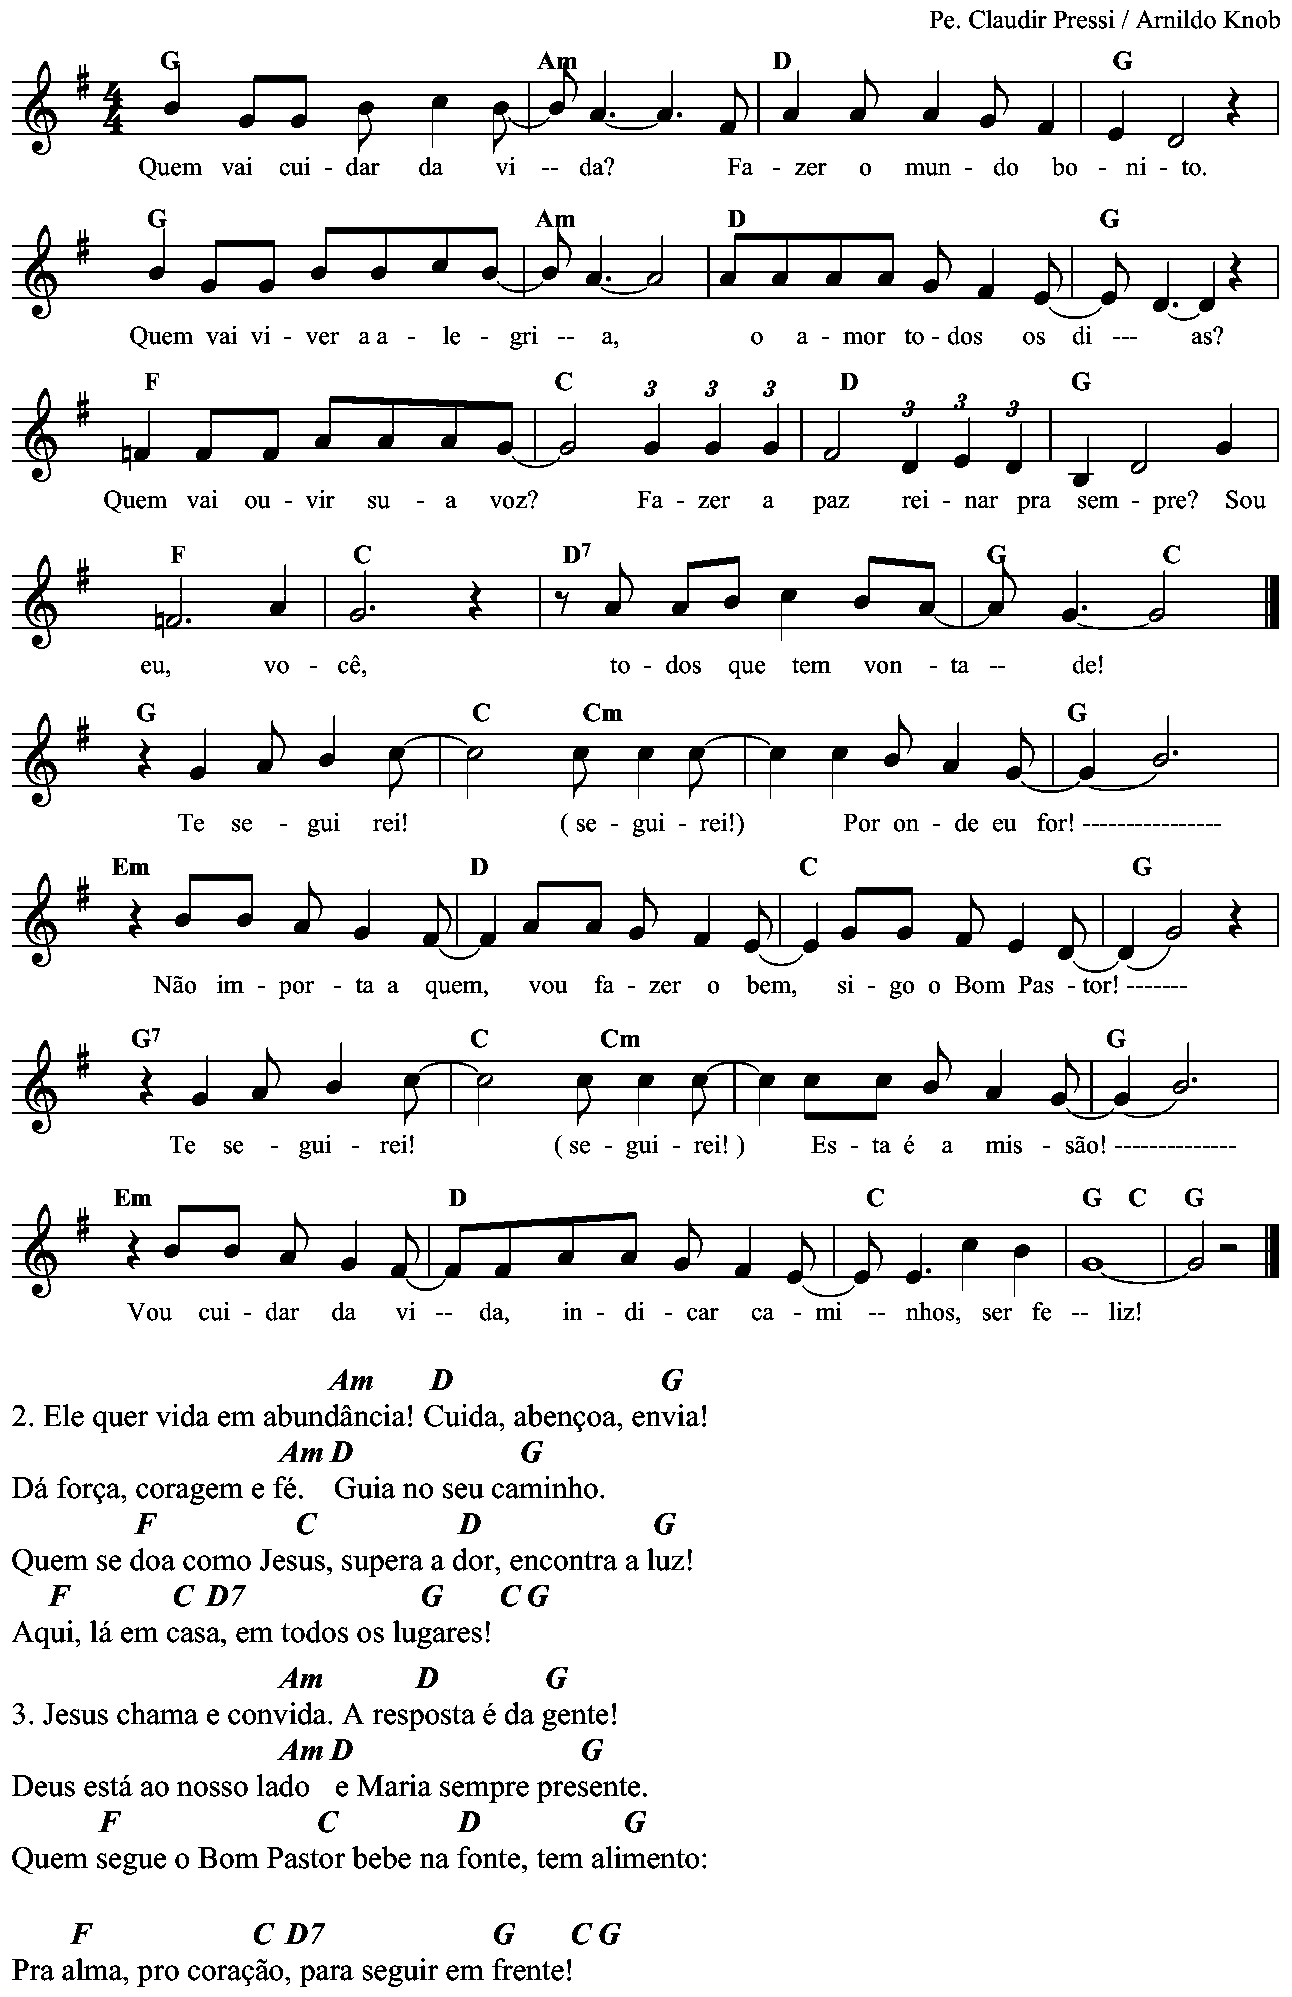 Pe. Claudir Pressi / Arnildo Knob
G Am D G
4
4
Quem vai cui - dar da vi -- da? Fa - zer o mun - do bo - ni - to.
G Am D G
Quem vai vi - ver a a - le - gri -- a, o a - mor to - dos os di --- as?
F C 3 3 3 D 3 3 3 G
Quem vai ou - vir su - a voz? Fa - zer a paz rei - nar pra sem - pre? Sou
F C D7 G C
eu, vo - cê, to - dos que tem von - ta -- de!
G C Cm G
Te se - gui rei! ( se - gui - rei!) Por on - de eu for! ----------------
Em D C G
Não im - por - ta a quem, vou fa - zer o bem, si - go o Bom Pas - tor! -------
G7 C Cm G
Te se - gui - rei! ( se - gui - rei! ) Es - ta é a mis - são! --------------
Em D C G C G
Vou cui - dar da vi -- da, in - di - car ca - mi -- nhos, ser fe -- liz!
Am D G
2. Ele quer vida em abundância! Cuida, abençoa, envia!
Am D G
Dá força, coragem e fé. Guia no seu caminho.
F C D G
Quem se doa como Jesus, supera a dor, encontra a luz!
F C D7 G C G
Aqui, lá em casa, em todos os lugares!
Am D G
3. Jesus chama e convida. A resposta é da gente!
Am D G
Deus está ao nosso lado e Maria sempre presente.
F C D G
Quem segue o Bom Pastor bebe na fonte, tem alimento:
F C D7 G C G
Pra alma, pro coração, para seguir em frente!